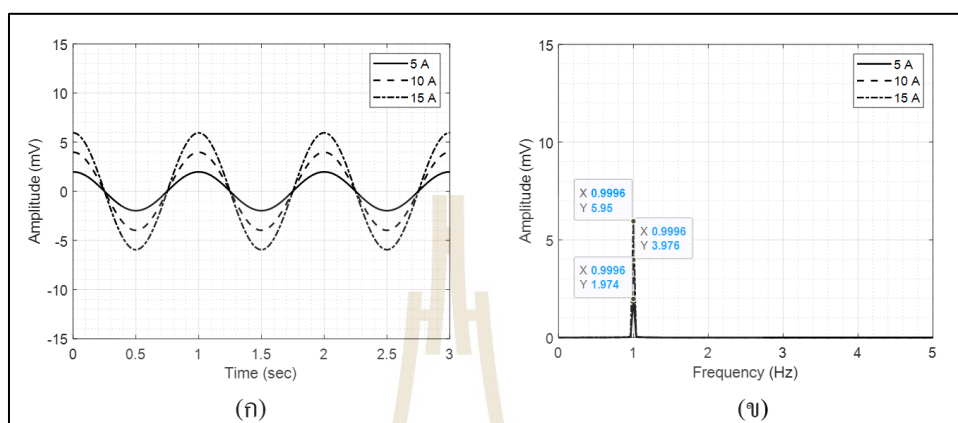 15
10
5
0
-5
-10
-15
0
0.5
1
1.5
2
2.5
3
Amplitude (mV)
Time (sec)
5 A
10 A
15 A
(ก)
15
10
5
0
0
1
2
3
4
5
Amplitude (mV)
Frequency (Hz)
5 A
10 A
15 A
X 0.9996
Y 5.95
X 0.9996
Y 3.976
X 0.9996
Y 1.974
(ข)